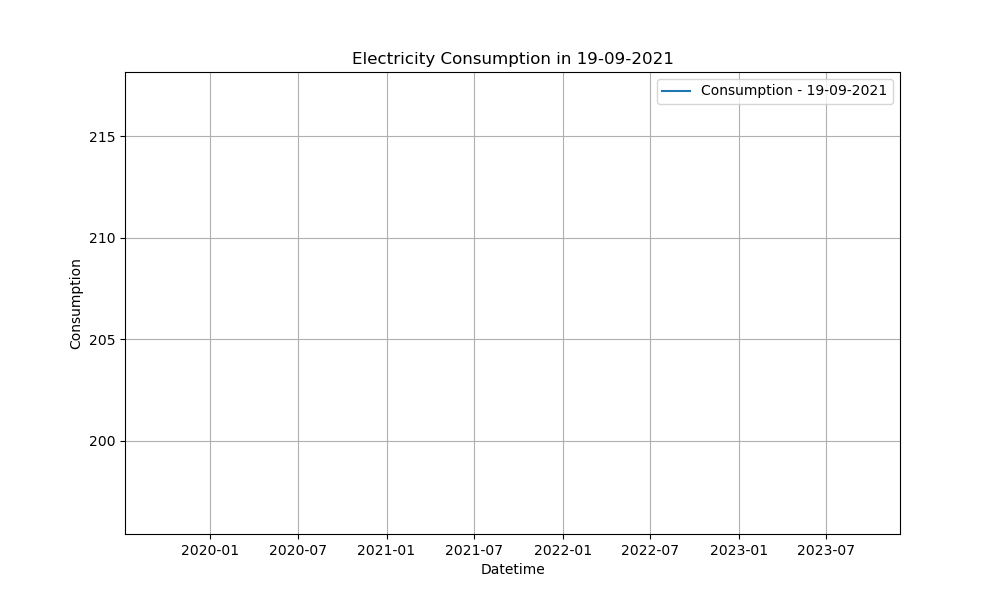 Electricity Consumption in 19-09-2021
Consumption - 19-09-2021
215
210
205
200
Consumption
2020-01 2020-07 2021-01 2021-07 2022-01 2022-07 2023-01 2023-07
Datetime